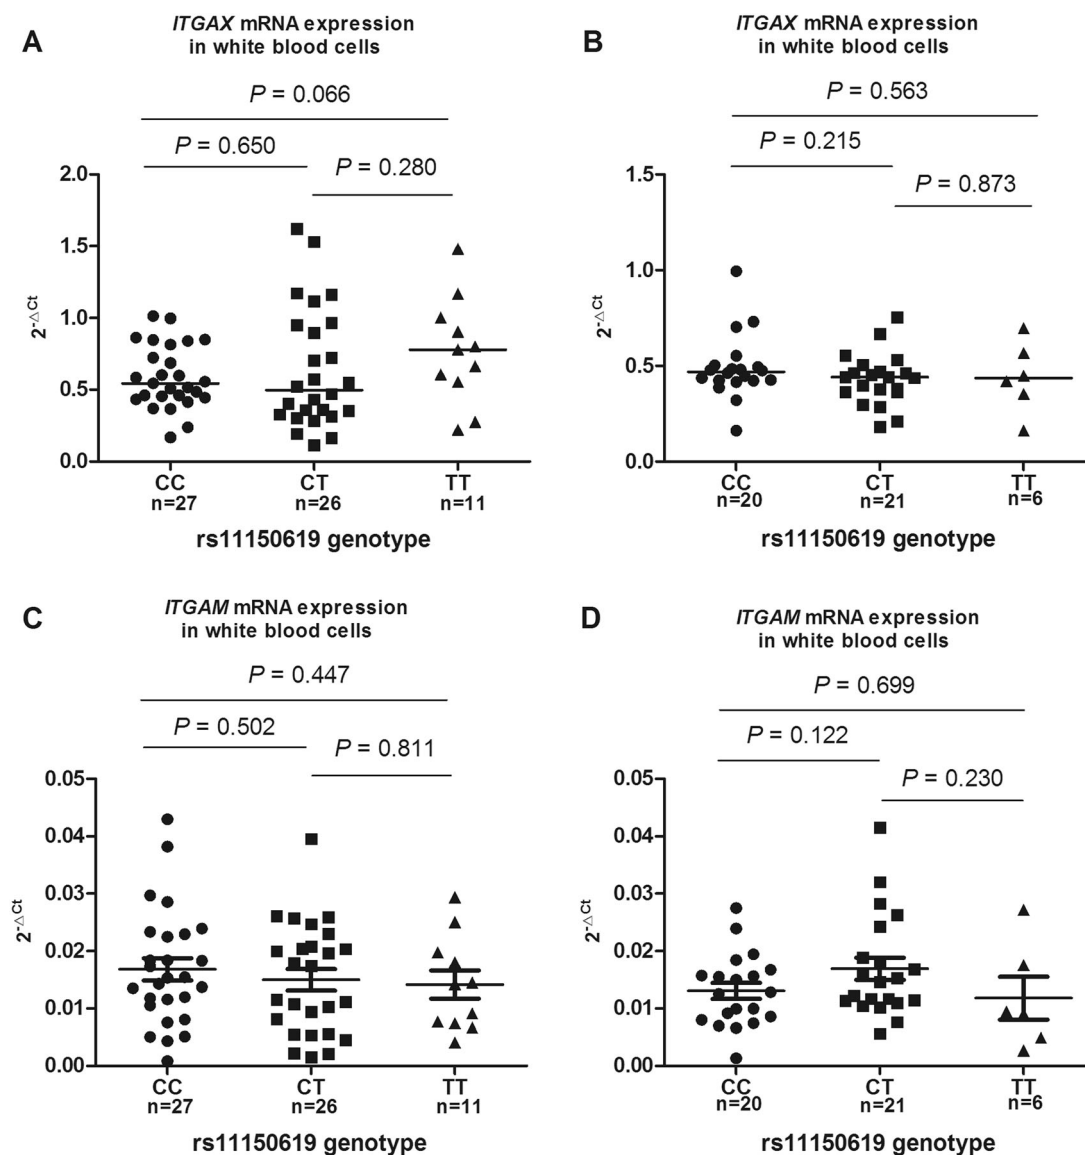 A
ITGAX mRNA expression
in white blood cells
P = 0.066
P = 0.650
P = 0.280
2.0
1.5
1.0
0.5
0.0
2-△Ct
CC
n=27
CT
n=26
TT
n=11
rs11150619 genotype
B
ITGAX mRNA expression
in white blood cells
P = 0.563
P = 0.215
P = 0.873
1.5
1.0
0.5
0.0
2-△Ct
CC
n=20
CT
n=21
TT
n=6
rs11150619 genotype
C
ITGAM mRNA expression
in white blood cells
P = 0.447
P = 0.502
P = 0.811
0.05
0.04
0.03
0.02
0.01
0.00
2-△Ct
CC
n=27
CT
n=26
TT
n=11
rs11150619 genotype
D
ITGAM mRNA expression
in white blood cells
P = 0.699
P = 0.122
P = 0.230
0.05
0.04
0.03
0.02
0.01
0.00
2-△Ct
CC
n=20
CT
n=21
TT
n=6
rs11150619 genotype